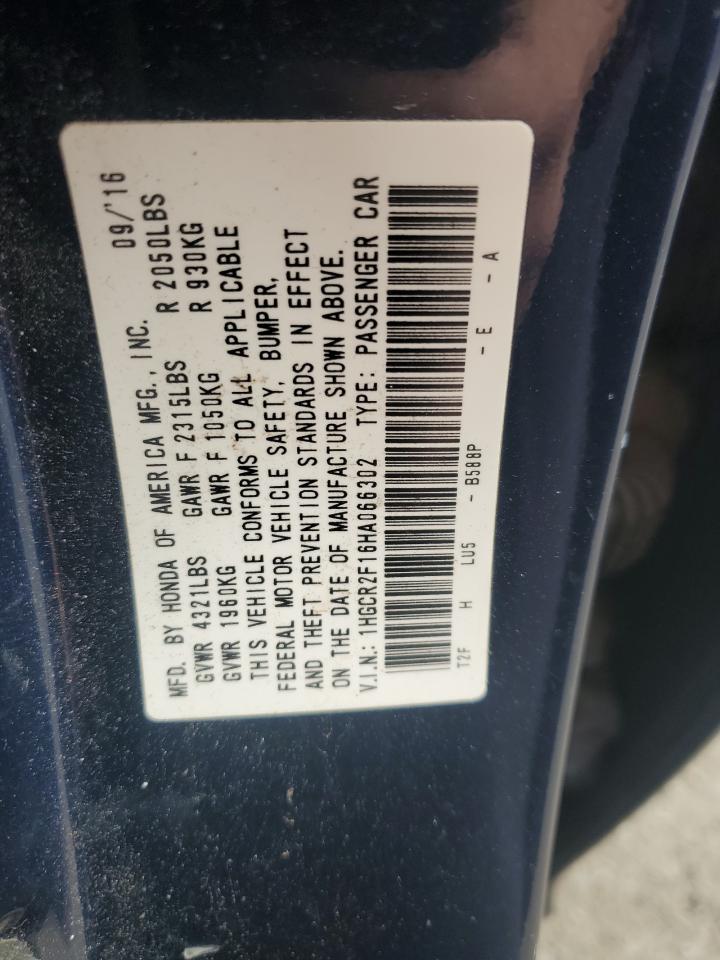 MFD. BY HONDA OF AMERICA MFG., INC. 09/'16
GVWR 4321LBS GAWR F 2315LBS R 2050LBS
GVWR 1960KG GAWR F 1050KG R 930KG
THIS VEHICLE CONFORMS TO ALL APPLICABLE
FEDERAL MOTOR VEHICLE SAFETY, BUMPER,
AND THEFT PREVENTION STANDARDS IN EFFECT
ON THE DATE OF MANUFACTURE SHOWN ABOVE.
V.I.N.: 1HGCR2F16HA066302 TYPE: PASSENGER CAR
T2F H LU5 - B588P - E - A